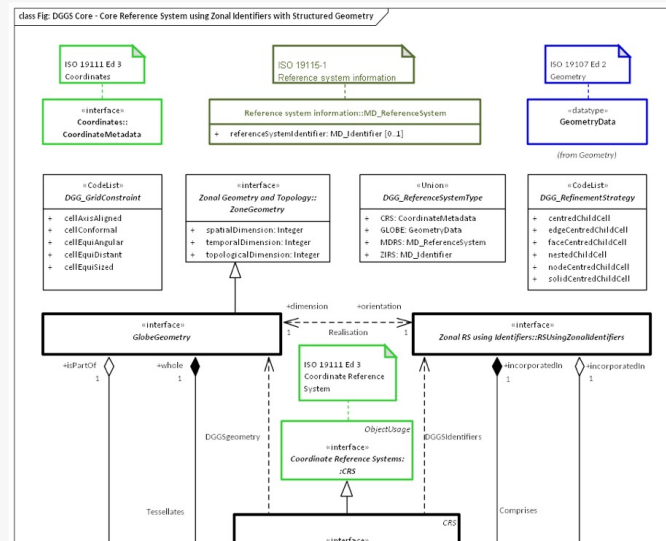 class Fig: DGGS Core - Core Reference System using Zonal Identifiers with Structured Geometry
ISO 19111 Ed 3
Coordinates
ISO 19115-1
Reference system information
ISO 19107 Ed 2
Geometry
«interface»
Coordinates::
CoordinateMetadata
Reference system information::MD_ReferenceSystem
+ referenceSystemIdentifier: MD_Identifier [0..1]
«datatype»
GeometryData
(from Geometry)
«CodeList»
DGG_GridConstraint
+ cellAxisAligned
+ cellConformal
+ cellEquiAngular
+ cellEquiDistant
+ cellEquiSized
«interface»
Zonal Geometry and Topology::
ZoneGeometry
+ spatialDimension: Integer
+ temporalDimension: Integer
+ topologicalDimension: Integer
«Union»
DGG_ReferenceSystemType
+ CRS: CoordinateMetadata
+ GLOBE: GeometryData
+ MDRS: MD_ReferenceSystem
+ ZIRS: MD_Identifier
«CodeList»
DGG_RefinementStrategy
+ centredChildCell
+ edgeCentredChildCell
+ faceCentredChildCell
+ nestedChildCell
+ nodeCentredChildCell
+ solidCentredChildCell
«interface»
GlobeGeometry
+dimension +orientation
1 Realisation 1
«interface»
Zonal RS using Identifiers::RSUsingZonalIdentifiers
+isPartOf
1
+whole
1
+incorporatedIn
1
+incorporatedIn
1
ISO 19111 Ed 3
Coordinate Reference
System
DGGSgeometry
DGGSIdentifiers
ObjectUsage
«interface»
Coordinate Reference Systems:
:CRS
Tessellates
Comprises
CRS
«interface»